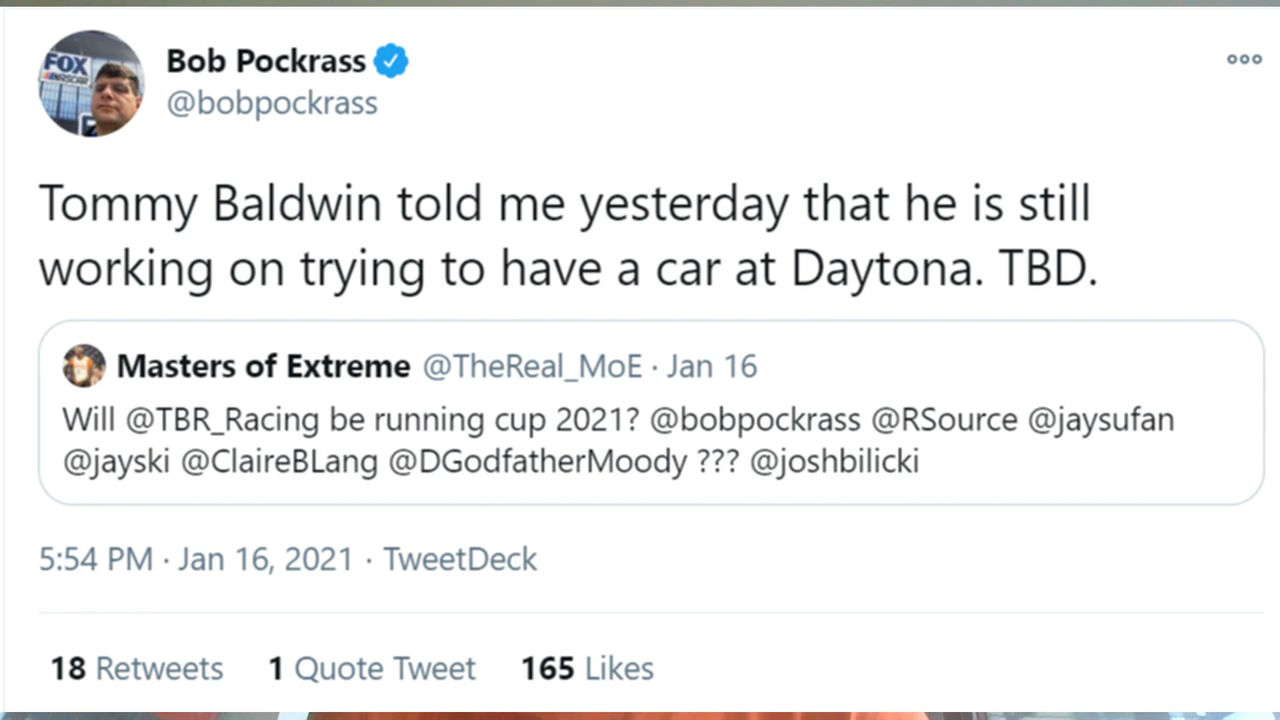 FOX
NASCAR
Bob Pockrass
@bobpockrass
Tommy Baldwin told me yesterday that he is still
working on trying to have a car at Daytona. TBD.
Masters of Extreme @TheReal_MoE · Jan 16
Will @TBR_Racing be running cup 2021? @bobpockrass @RSource @jaysufan
@jayski @ClaireBLang @DGodfatherMoody ??? @joshbilicki
5:54 PM · Jan 16, 2021 · TweetDeck
18 Retweets 1 Quote Tweet 165 Likes